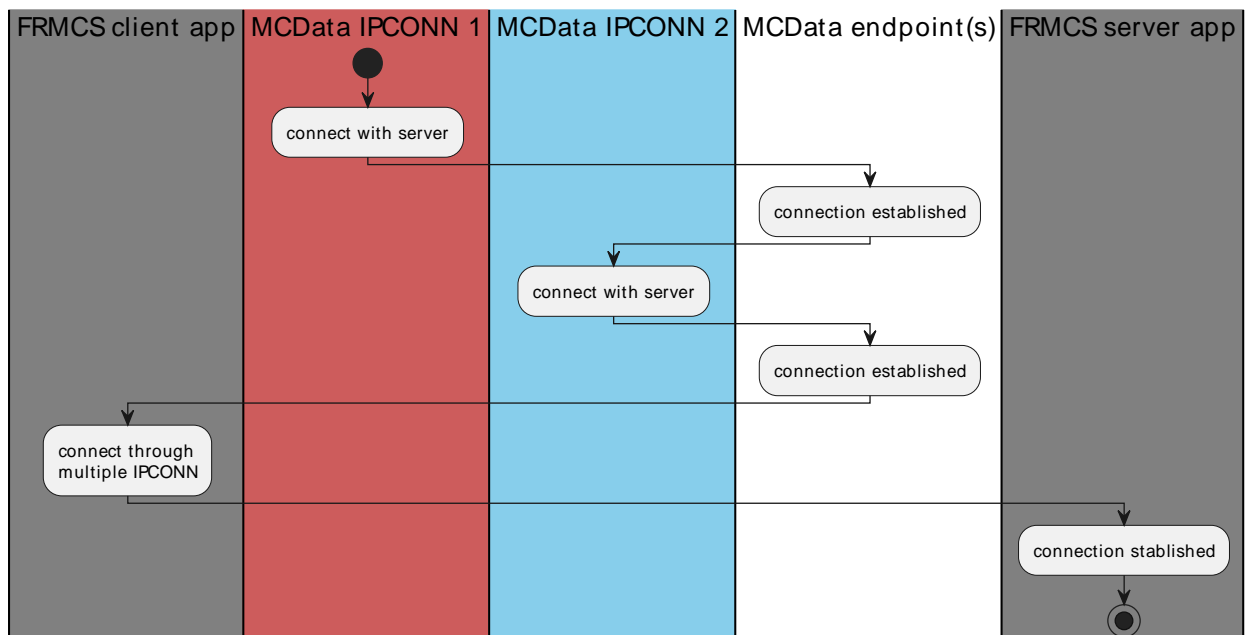 FRMCS client app
MCData IPCONN 1
MCData IPCONN 2
MCData endpoint(s)
FRMCS server app
connect with server
connection established
connect with server
connection established
connect through
multiple IPCONN
connection stablished